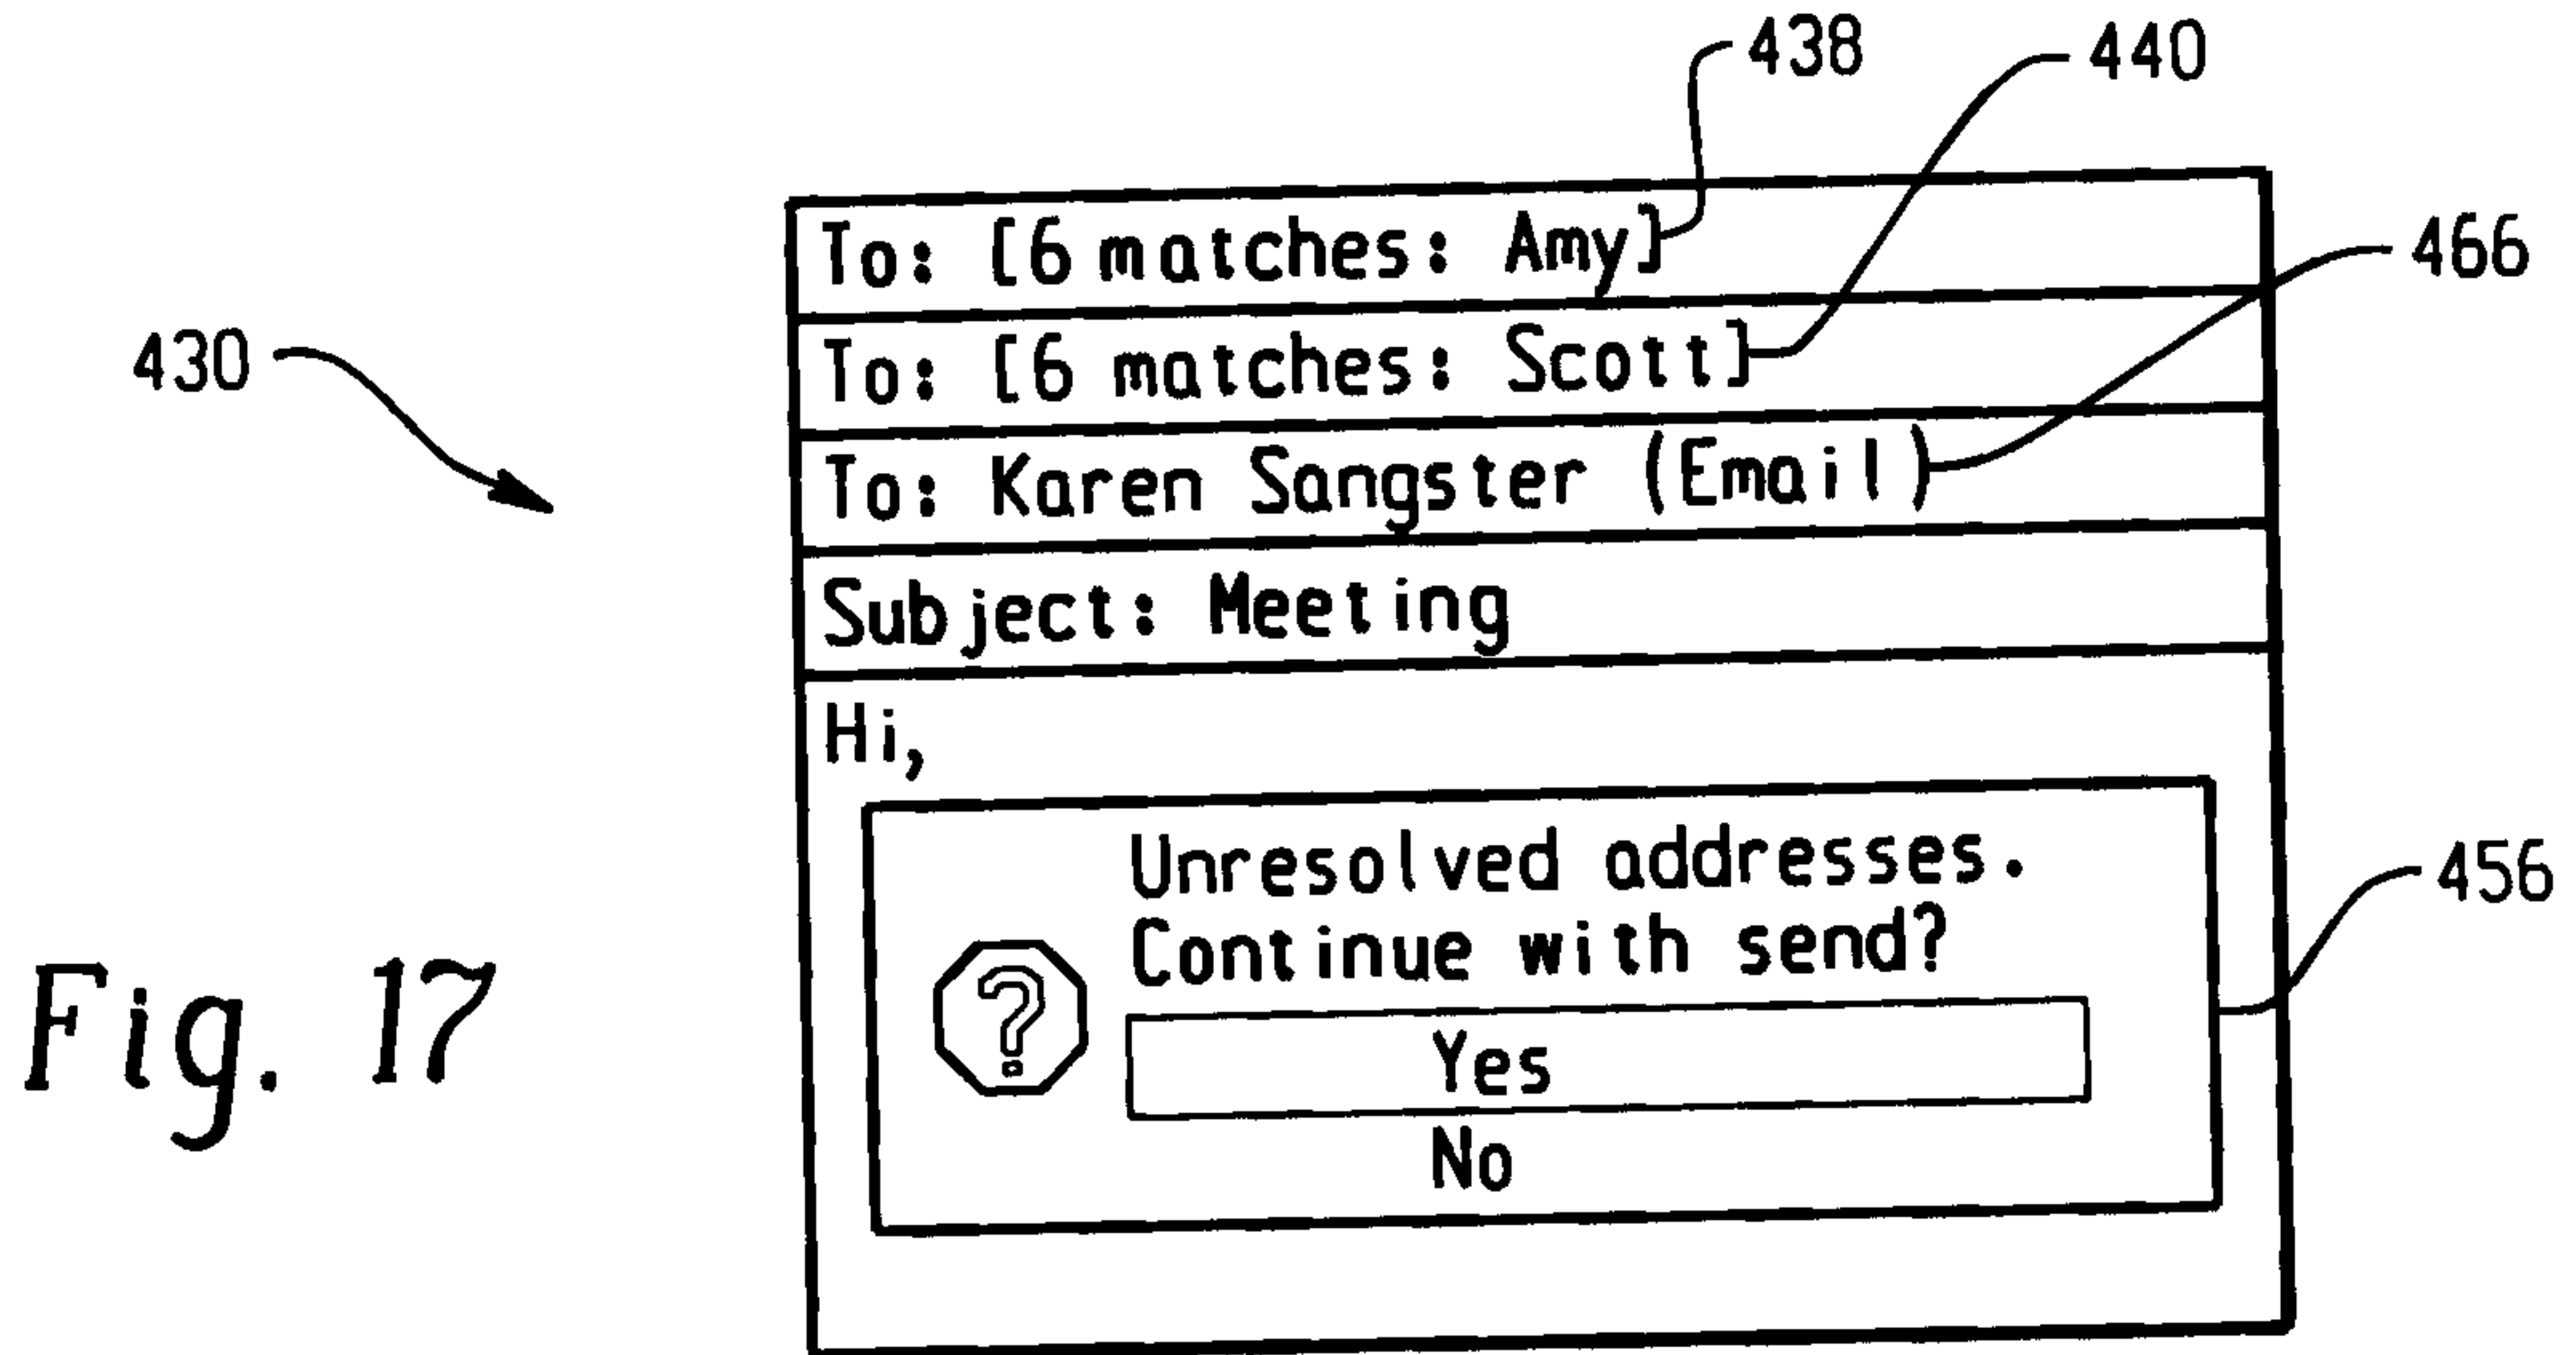 438
440
To: [6 matches: Amy]
466
To: [6 matches: Scott]
430
To: Karen Sangster (Email)
Subject: Meeting
Hi,
Unresolved addresses.
456
Continue with send?
?
Yes
Fig. 17
No